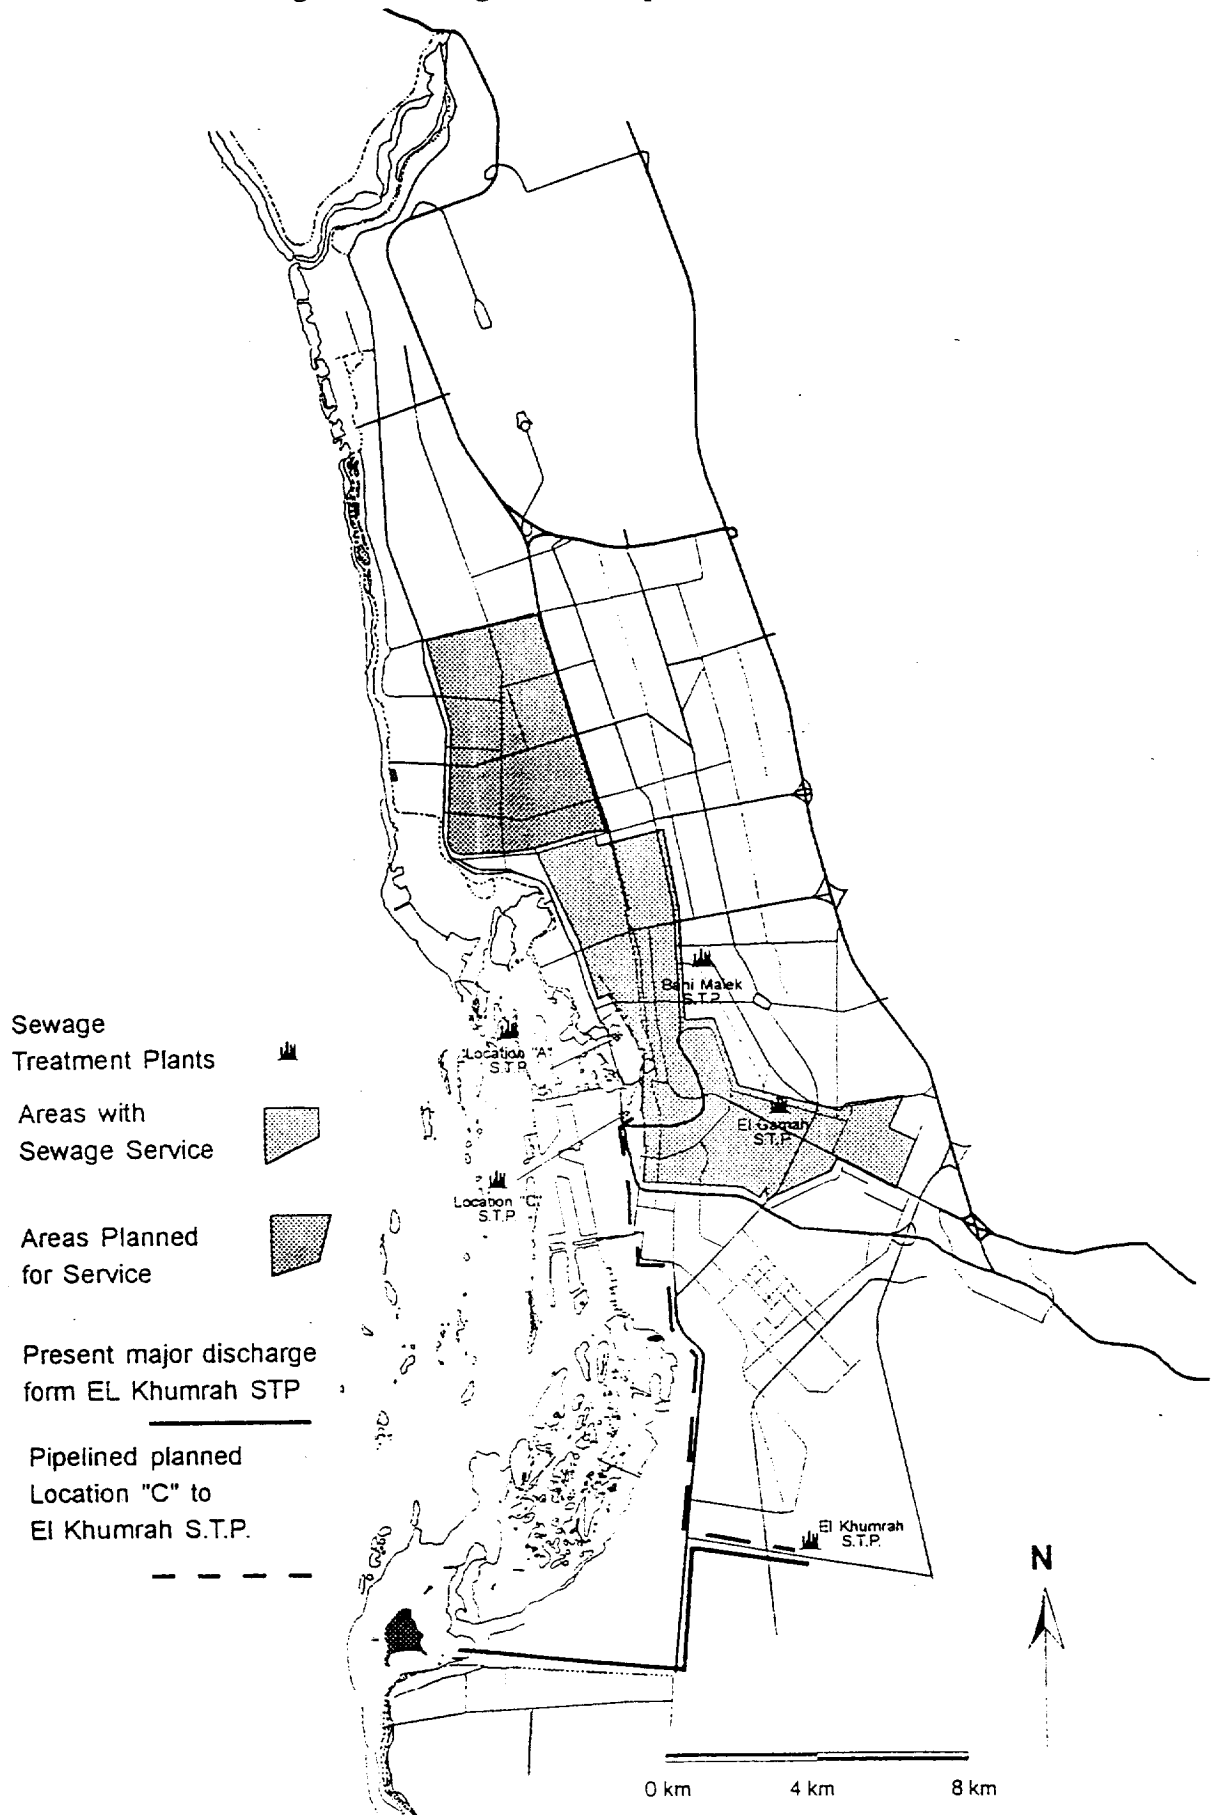 Bani Malek
S.T.P.
Sewage
Treatment Plants
Location "A"
S.T.P.
Areas with
Sewage Service
El Gamah
S.T.P.
Location "C"
S.T.P.
Areas Planned
for Service
Present major discharge
form EL Khumrah STP
Pipelined planned
Location "C" to
El Khumrah S.T.P.
El Khumrah
S.T.P.
N
0 km 4 km 8 km